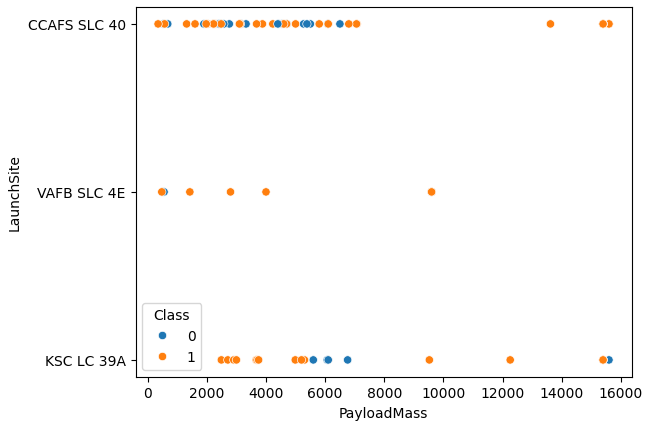 CCAFS SLC 40
VAFB SLC 4E
KSC LC 39A
LaunchSite
Class
0
1
0 2000 4000 6000 8000 10000 12000 14000 16000
PayloadMass